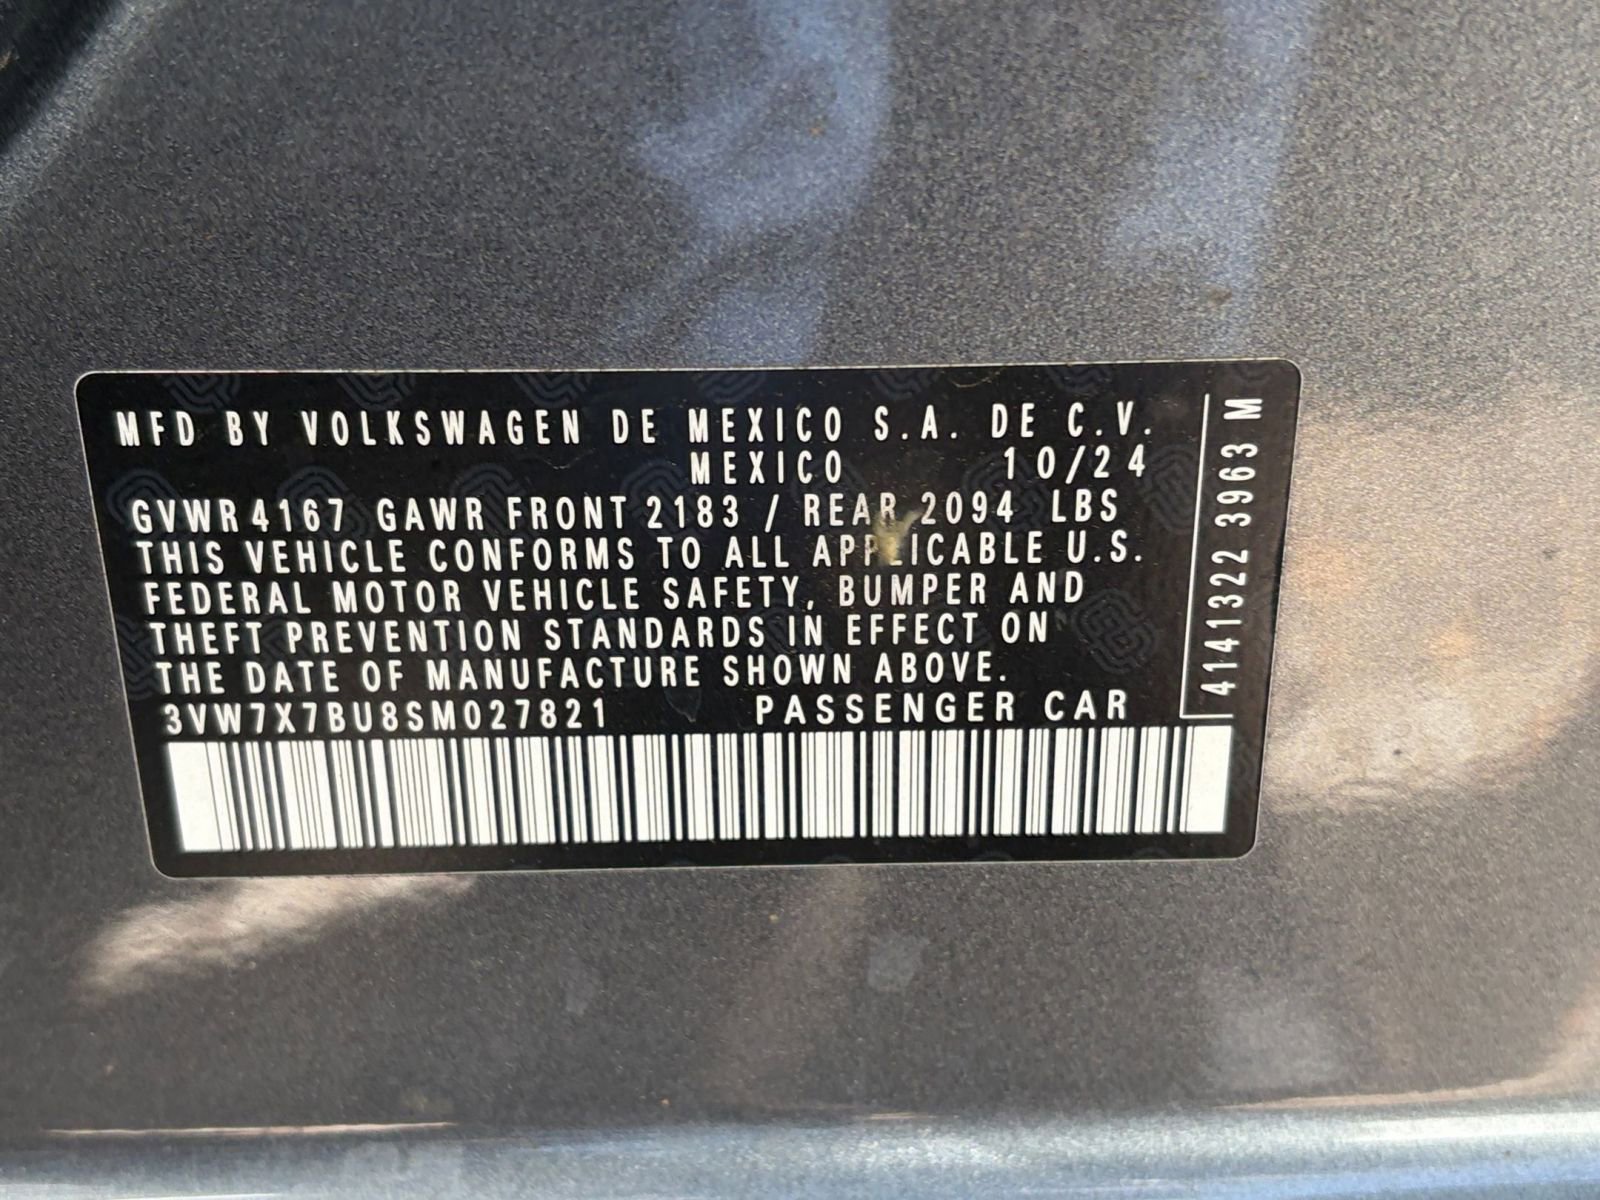 MFD BY VOLKSWAGEN DE MEXICO S.A. DE C.V.
MEXICO 10/24
GVWR 4167 GAWR FRONT 2183 / REAR 2094 LBS
THIS VEHICLE CONFORMS TO ALL APPLICABLE U.S.
FEDERAL MOTOR VEHICLE SAFETY, BUMPER AND
THEFT PREVENTION STANDARDS IN EFFECT ON
THE DATE OF MANUFACTURE SHOWN ABOVE.
3VW7X7BU8SM027821 PASSENGER CAR
4141322 3963 M